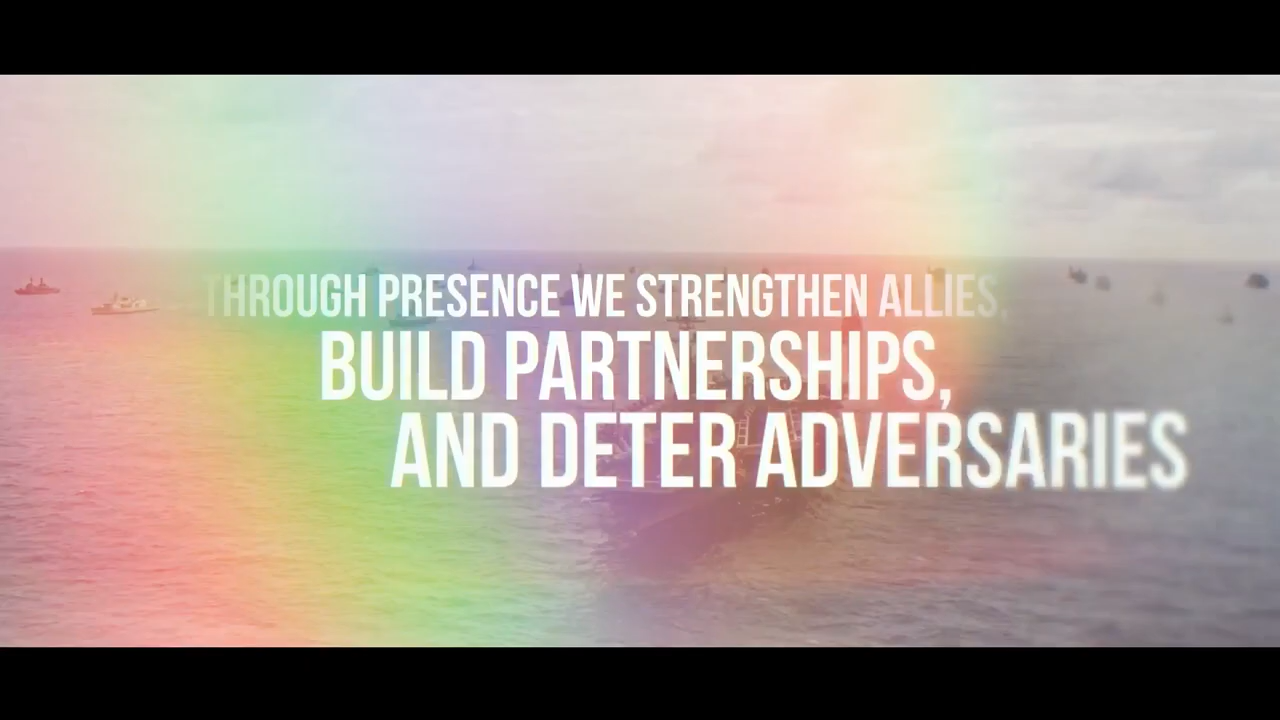 THROUGH PRESENCE WE STRENGTHEN ALLIES,
BUILD PARTNERSHIPS,
AND DETER ADVERSARIES